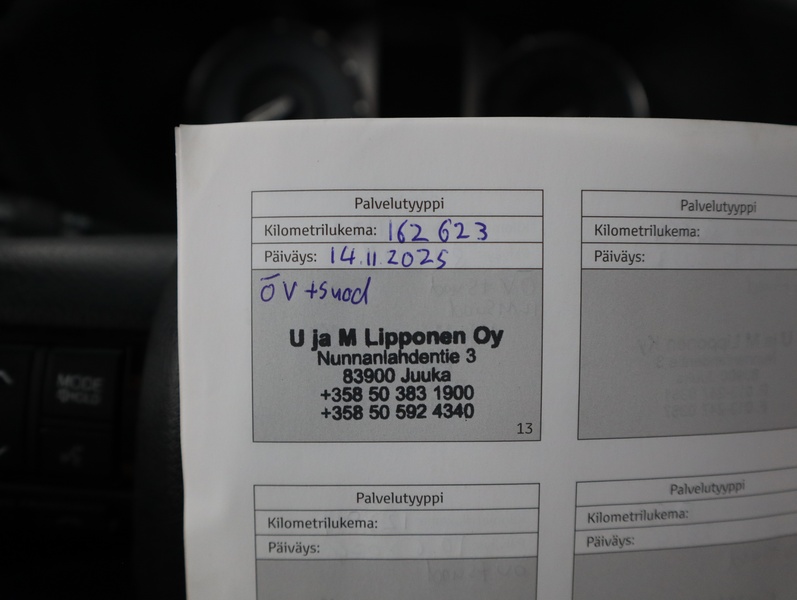 Palvelutyyppi
Kilometrilukema: 162 623
Päiväys: 14.11.2025
ÖV +suod
U ja M Lipponen Oy
Nunnanlahdentie 3
83900 Juuka
+358 50 383 1900
+358 50 592 4340
13
Palvelutyyppi
Kilometrilukema:
Päiväys:
Palvelutyyppi
Kilometrilukema:
Päiväys:
Palvelutyyppi
Kilometrilukema:
Päiväys:
MODE